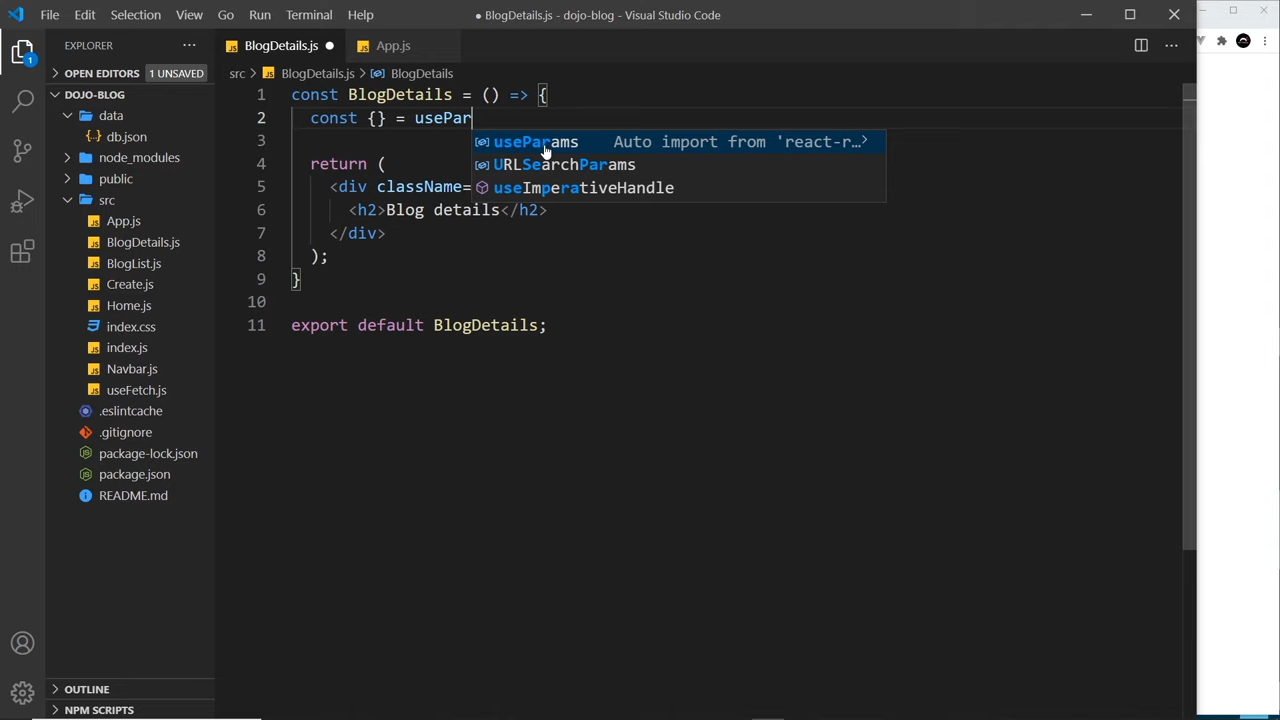 File Edit Selection View Go Run Terminal Help
● BlogDetails.js - dojo-blog - Visual Studio Code
EXPLORER
BlogDetails.js
App.js
OPEN EDITORS 1 UNSAVED
src > BlogDetails.js > BlogDetails
DOJO-BLOG
data
db.json
node_modules
public
src
App.js
BlogDetails.js
BlogList.js
Create.js
Home.js
index.css
index.js
Navbar.js
useFetch.js
.eslintcache
.gitignore
package-lock.json
package.json
README.md
OUTLINE
NPM SCRIPTS
1
1 const BlogDetails = () => {
2 const {} = usePar
3
4 return (
5 <div className=
6 <h2>Blog details</h2>
7 </div>
8 );
9 }
10
11 export default BlogDetails;
useParams Auto import from 'react-r…
URLSearchParams
useImperativeHandle